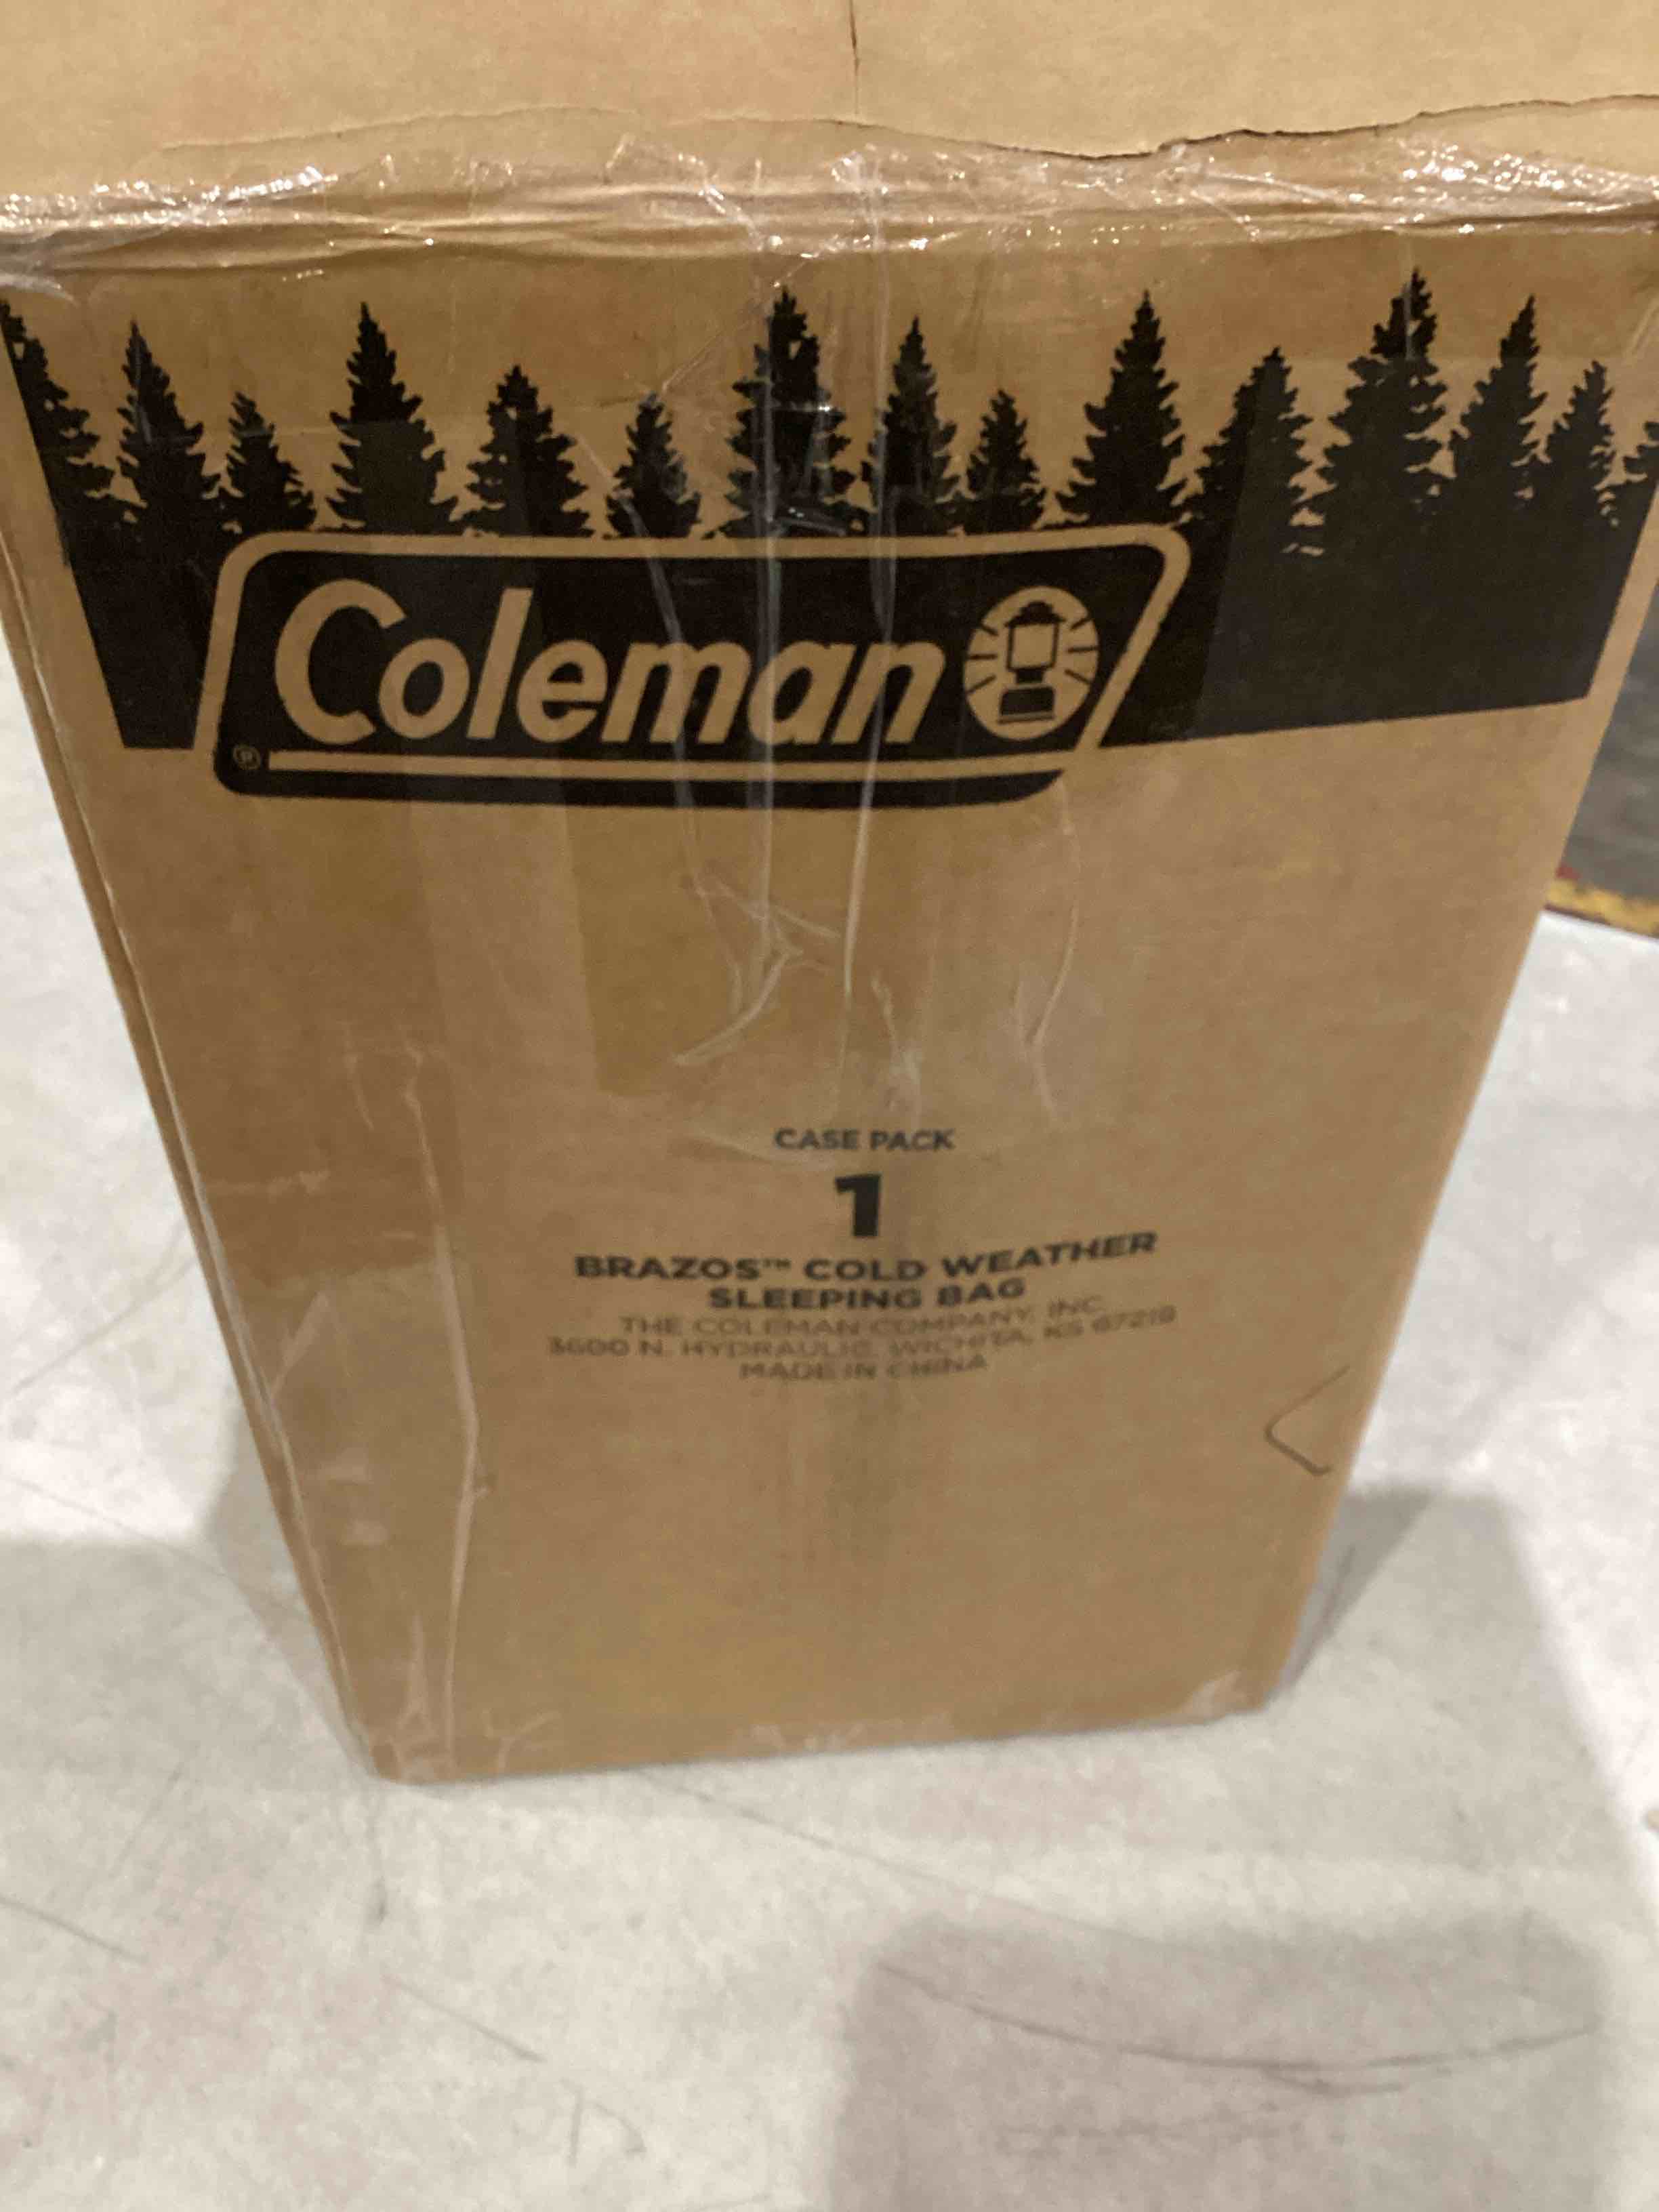 Coleman
®
CASE PACK
1
BRAZOS™ COLD WEATHER
SLEEPING BAG
THE COLEMAN COMPANY, INC.
3600 N. HYDRAULIC, WICHITA, KS 67219
MADE IN CHINA